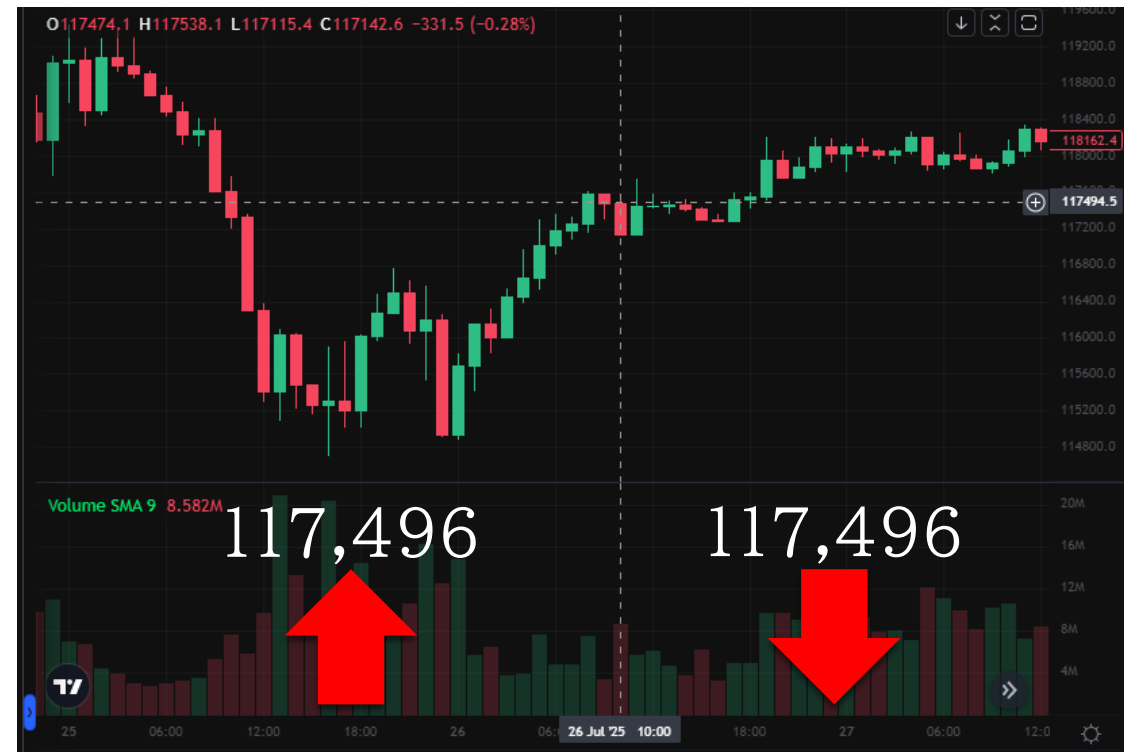 119600.0
O117474.1 H117538.1 L117115.4 C117142.6 −331.5 (−0.28%)
119200.0
118800.0
118400.0
118162.4
118000.0
117494.5
117200.0
116800.0
116400.0
116000.0
115600.0
115200.0
114800.0
Volume SMA 9 8.582M
20M
117,496 117,496
16M
12M
8M
4M
25 06:00 12:00 18:00 26 06: 26 Jul '25 10:00 18:00 27 06:00 12:0